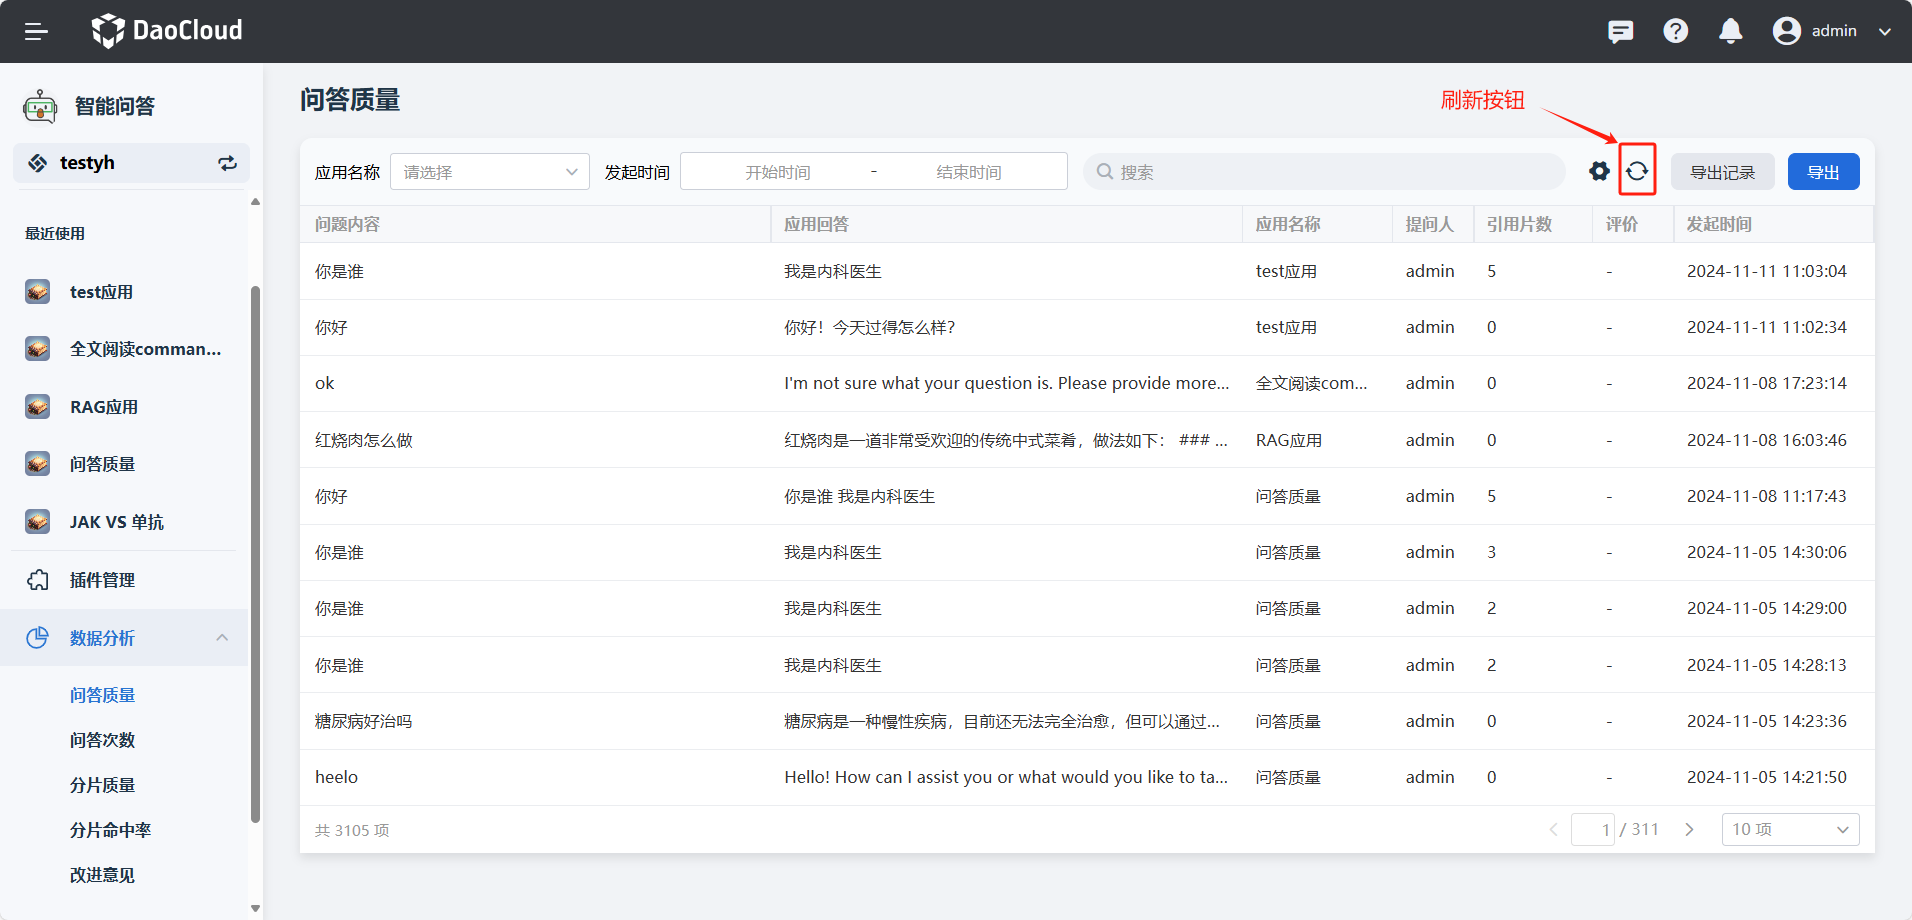 DaoCloud
admin
智能问答
testyh
最近使用
test应用
全文阅读comman...
RAG应用
问答质量
JAK VS 单抗
插件管理
数据分析
问答质量
问答次数
分片质量
分片命中率
改进意见
问答质量
刷新按钮
应用名称 请选择 发起时间 开始时间 - 结束时间 搜索 导出记录 导出
问题内容 应用回答 应用名称 提问人 引用片数 评价 发起时间
你是谁 我是内科医生 test应用 admin 5 - 2024-11-11 11:03:04
你好 你好！今天过得怎么样？ test应用 admin 0 - 2024-11-11 11:02:34
ok I'm not sure what your question is. Please provide more... 全文阅读com... admin 0 - 2024-11-08 17:23:14
红烧肉怎么做 红烧肉是一道非常受欢迎的传统中式菜肴，做法如下： ### ... RAG应用 admin 0 - 2024-11-08 16:03:46
你好 你是谁 我是内科医生 问答质量 admin 5 - 2024-11-08 11:17:43
你是谁 我是内科医生 问答质量 admin 3 - 2024-11-05 14:30:06
你是谁 我是内科医生 问答质量 admin 2 - 2024-11-05 14:29:00
你是谁 我是内科医生 问答质量 admin 2 - 2024-11-05 14:28:13
糖尿病好治吗 糖尿病是一种慢性疾病，目前还无法完全治愈，但可以通过... 问答质量 admin 0 - 2024-11-05 14:23:36
heelo Hello! How can I assist you or what would you like to ta... 问答质量 admin 0 - 2024-11-05 14:21:50
共 3105 项 1 / 311 10 项